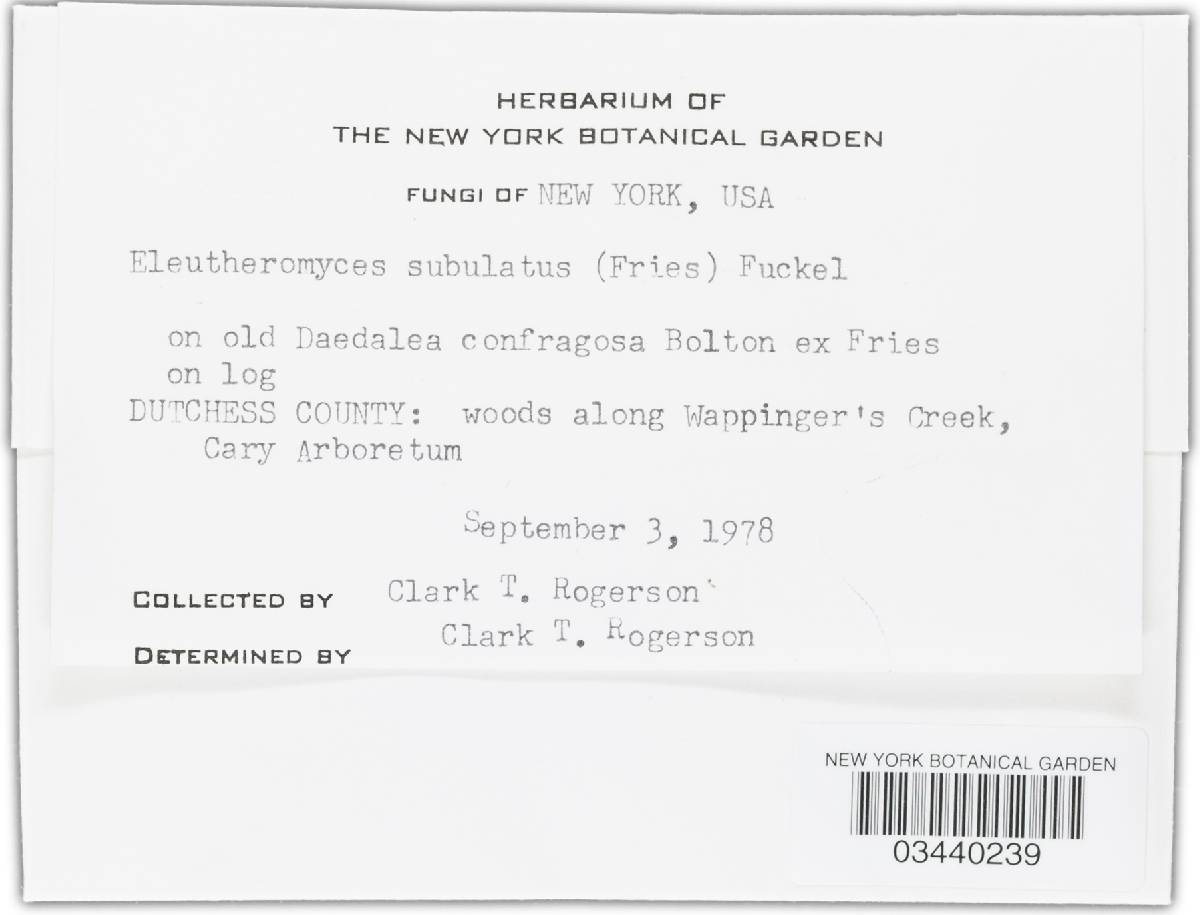 HERBARIUM OF
THE NEW YORK BOTANICAL GARDEN
FUNGI OF NEW YORK, USA
Eleutheromyces subulatus (Fries) Fuckel
on old Daedalea confragosa Bolton ex Fries
on log
DUTCHESS COUNTY: woods along Wappinger's Creek,
Cary Arboretum
September 3, 1978
COLLECTED BY Clark T. Rogerson
DETERMINED BY Clark T. Rogerson
NEW YORK BOTANICAL GARDEN
03440239